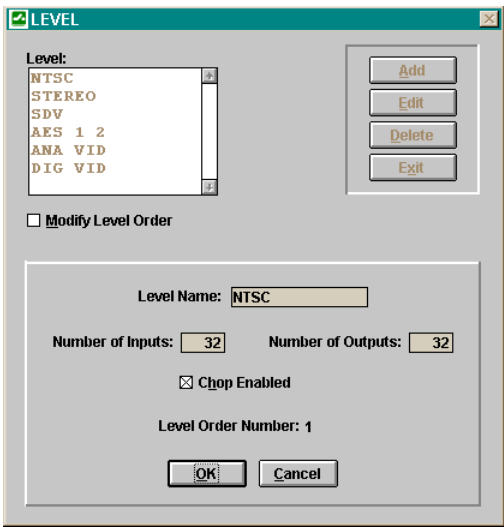 LEVEL
Level:
NTSC
STEREO
SDV
AES 1 2
ANA VID
DIG VID
Add
Edit
Delete
Exit
Modify Level Order
Level Name: NTSC
Number of Inputs: 32 Number of Outputs: 32
Chop Enabled
Level Order Number: 1
OK Cancel